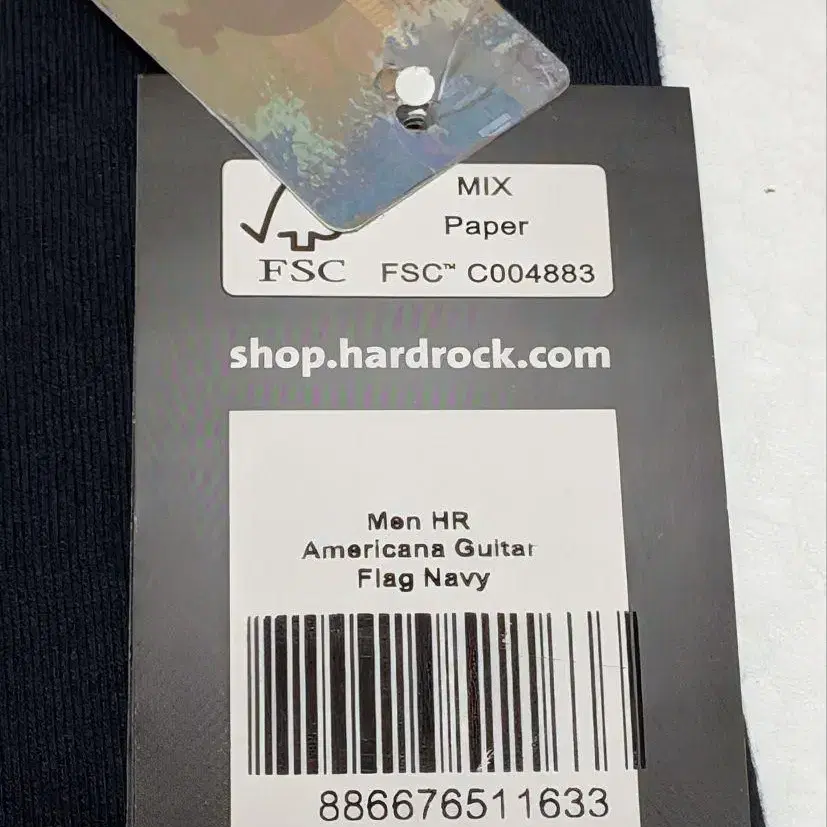 MIX
Paper
FSC FSC™ C004883
shop.hardrock.com
Men HR
Americana Guitar
Flag Navy
886676511633